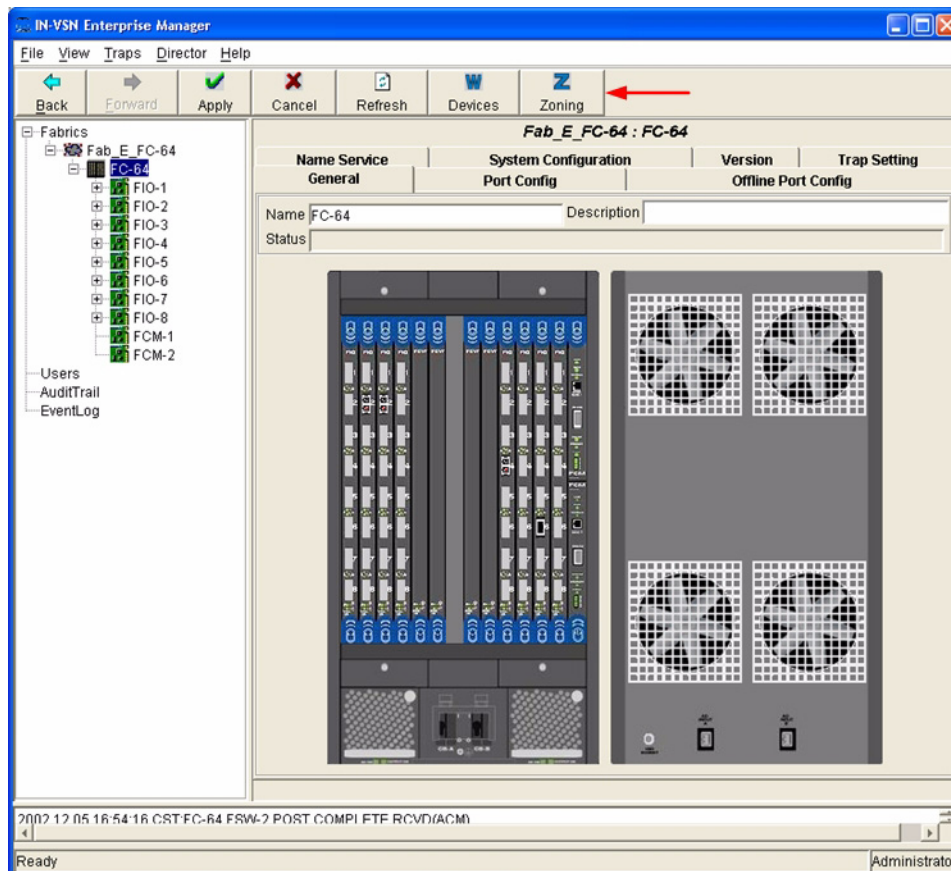 IN-VSN Enterprise Manager
File View Traps Director Help
Back Forward Apply Cancel Refresh Devices Zoning
W Z
Fabrics
Fab_E_FC-64
FC-64
FIO-1
FIO-2
FIO-3
FIO-4
FIO-5
FIO-6
FIO-7
FIO-8
FCM-1
FCM-2
Users
AuditTrail
EventLog
Fab_E_FC-64 : FC-64
Name Service System Configuration Version Trap Setting
General Port Config Offline Port Config
Name FC-64 Description
Status
2002.12.05 16:54:16 CST:FC-64 FSW-2 POST COMPLETE RCVD(ACM)
Ready Administrato